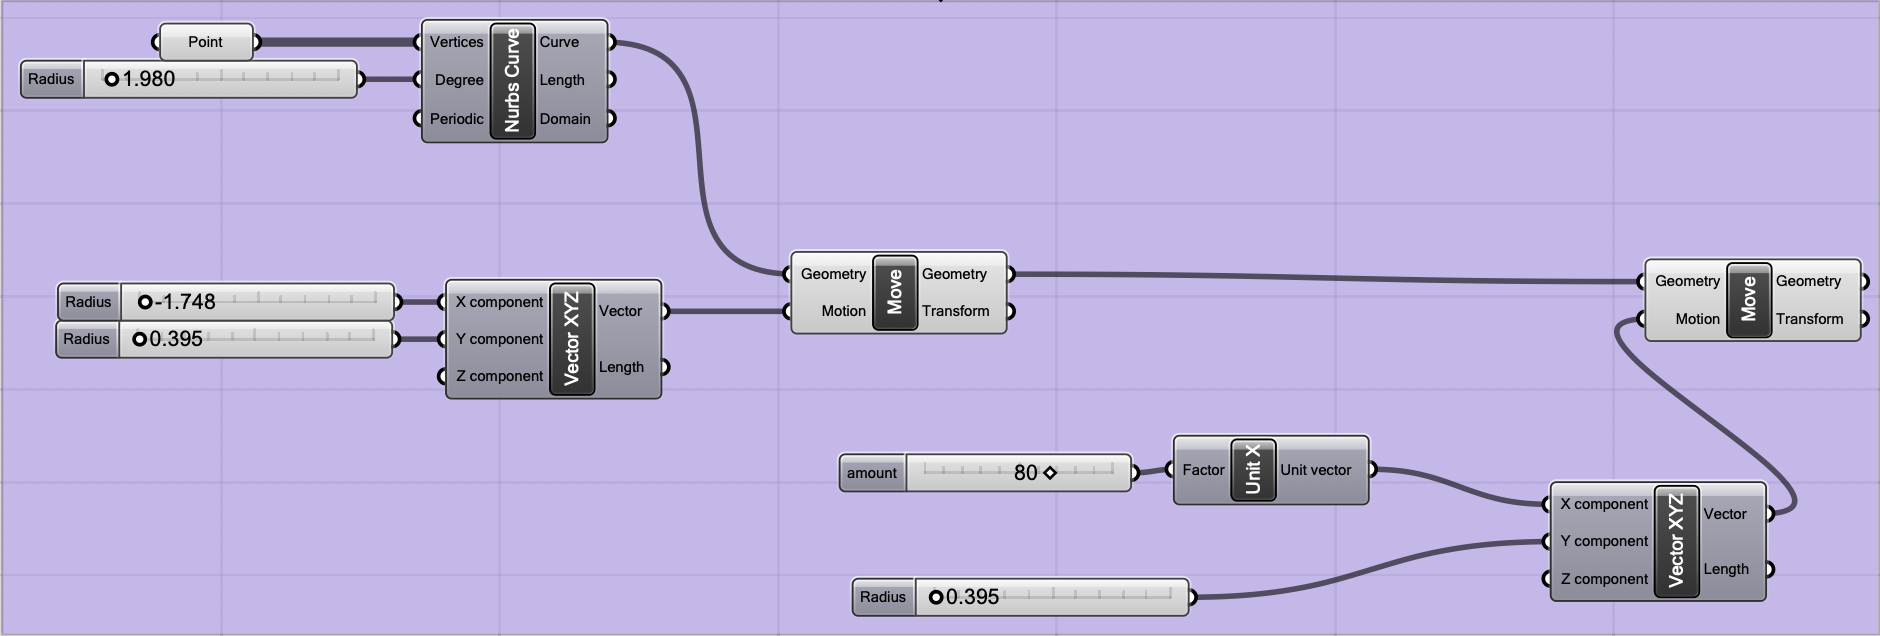 Point
Radius 1.980
Vertices
Degree
Periodic
Nurbs Curve
Curve
Length
Domain
Radius -1.748
Radius 0.395
X component
Y component
Z component
Vector XYZ
Vector
Length
Geometry
Motion
Move
Geometry
Transform
Geometry
Motion
Move
Geometry
Transform
amount 80
Factor
Unit X
Unit vector
Radius 0.395
X component
Y component
Z component
Vector XYZ
Vector
Length